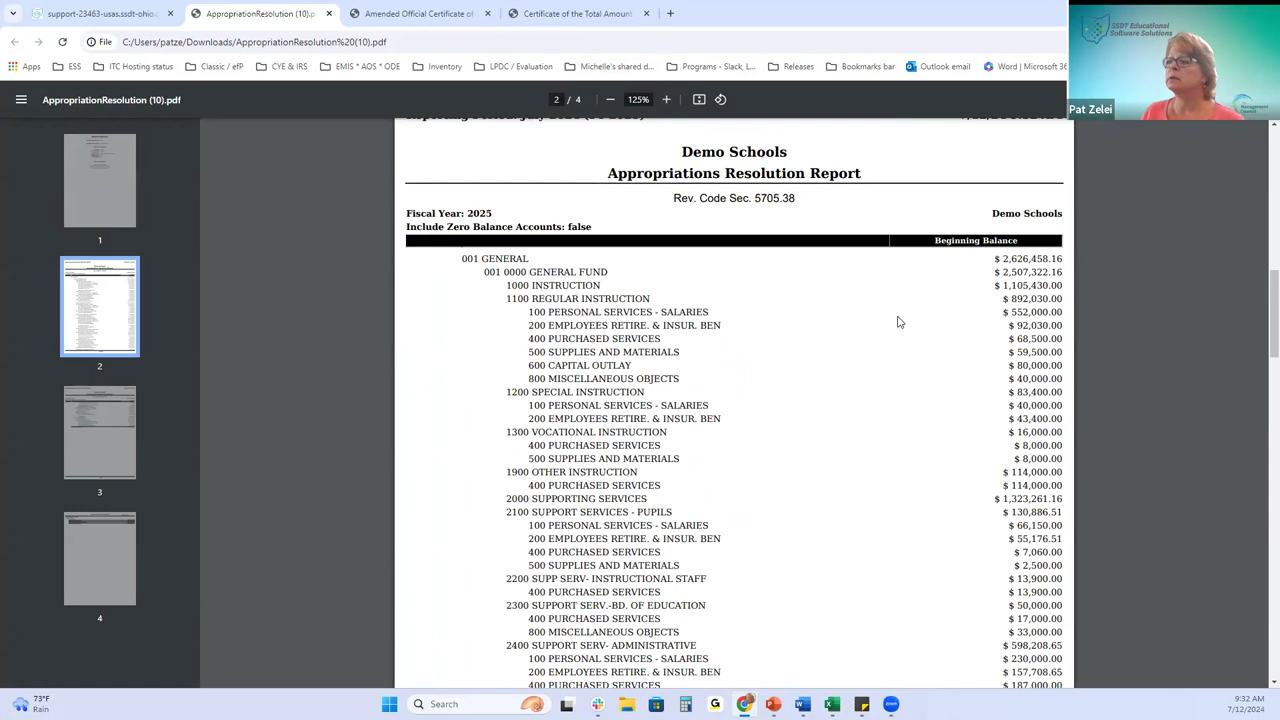 support-23463-usas.ssdt-ohio.o
AppropriationResolution (10).pdf
Amended Official Certificate of
Certificate of the Total Amount
File
C:/Users/patze/Downloads/AppropriationResolution%20(10).pdf
Apps
ESS
ITC Hosting status
Classic / efP
CYE & IRS
EMIS * AOS * ODE
Inventory
LPDC / Evaluation
Michelle's shared d...
Programs - Slack, L...
Releases
Bookmarks bar
Outlook email
Word | Microsoft 36
AppropriationResolution (10).pdf
/ 4
125%
SSDT Educational
Software Solutions
Management
Council
Pat Zelei
1
2
3
4
Demo Schools
Appropriations Resolution Report
Rev. Code Sec. 5705.38
Fiscal Year: 2025 Demo Schools
Include Zero Balance Accounts: false
Beginning Balance
001 GENERAL $ 2,626,458.16
001 0000 GENERAL FUND $ 2,507,322.16
1000 INSTRUCTION $ 1,105,430.00
1100 REGULAR INSTRUCTION $ 892,030.00
100 PERSONAL SERVICES - SALARIES $ 552,000.00
200 EMPLOYEES RETIRE. & INSUR. BEN $ 92,030.00
400 PURCHASED SERVICES $ 68,500.00
500 SUPPLIES AND MATERIALS $ 59,500.00
600 CAPITAL OUTLAY $ 80,000.00
800 MISCELLANEOUS OBJECTS $ 40,000.00
1200 SPECIAL INSTRUCTION $ 83,400.00
100 PERSONAL SERVICES - SALARIES $ 40,000.00
200 EMPLOYEES RETIRE. & INSUR. BEN $ 43,400.00
1300 VOCATIONAL INSTRUCTION $ 16,000.00
400 PURCHASED SERVICES $ 8,000.00
500 SUPPLIES AND MATERIALS $ 8,000.00
1900 OTHER INSTRUCTION $ 114,000.00
400 PURCHASED SERVICES $ 114,000.00
2000 SUPPORTING SERVICES $ 1,323,261.16
2100 SUPPORT SERVICES - PUPILS $ 130,886.51
100 PERSONAL SERVICES - SALARIES $ 66,150.00
200 EMPLOYEES RETIRE. & INSUR. BEN $ 55,176.51
400 PURCHASED SERVICES $ 7,060.00
500 SUPPLIES AND MATERIALS $ 2,500.00
2200 SUPP SERV- INSTRUCTIONAL STAFF $ 13,900.00
400 PURCHASED SERVICES $ 13,900.00
2300 SUPPORT SERV.-BD. OF EDUCATION $ 50,000.00
400 PURCHASED SERVICES $ 17,000.00
800 MISCELLANEOUS OBJECTS $ 33,000.00
2400 SUPPORT SERV- ADMINISTRATIVE $ 598,208.65
100 PERSONAL SERVICES - SALARIES $ 230,000.00
200 EMPLOYEES RETIRE. & INSUR. BEN $ 157,708.65
400 PURCHASED SERVICES $ 187,000.00
73°F
Rain
Search
9:32 AM
7/12/2024